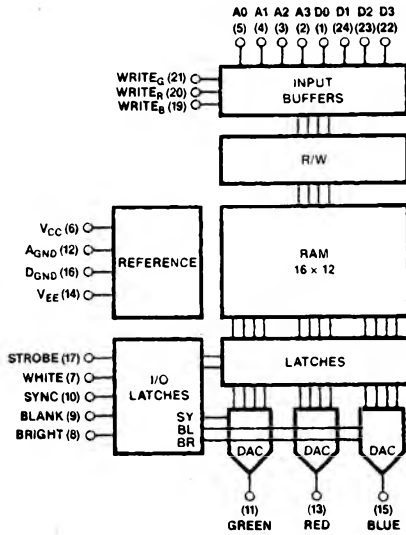 A0 A1 A2 A3 D0 D1 D2 D3
(5) (4) (3) (2) (1) (24) (23) (22)
WRITEG (21)
WRITER (20)
WRITEB (19)
INPUT
BUFFERS
R/W
VCC (6)
AGND (12)
DGND (16)
VEE (14)
REFERENCE
RAM
16 × 12
STROBE (17)
WHITE (7)
SYNC (10)
BLANK (9)
BRIGHT (8)
I/O
LATCHES
SY
BL
BR
LATCHES
DAC DAC DAC
(11) (13) (15)
GREEN RED BLUE